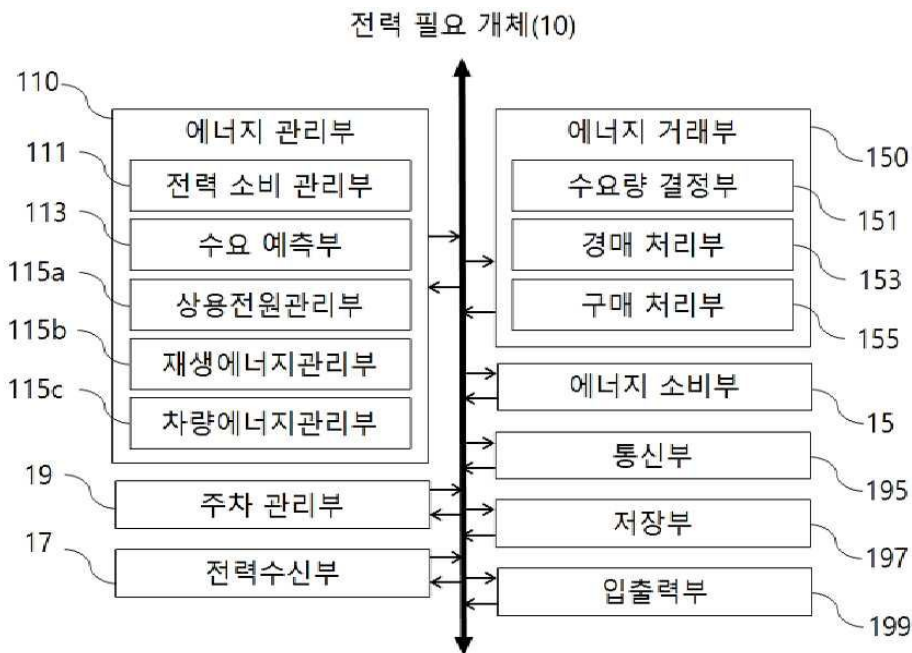 전력 필요 개체(10)
110
에너지 관리부
111
전력 소비 관리부
113
수요 예측부
115a
상용전원관리부
115b
재생에너지관리부
115c
차량에너지관리부
19
주차 관리부
17
전력수신부
에너지 거래부
150
수요량 결정부
151
경매 처리부
153
구매 처리부
155
에너지 소비부
15
통신부
195
저장부
197
입출력부
199